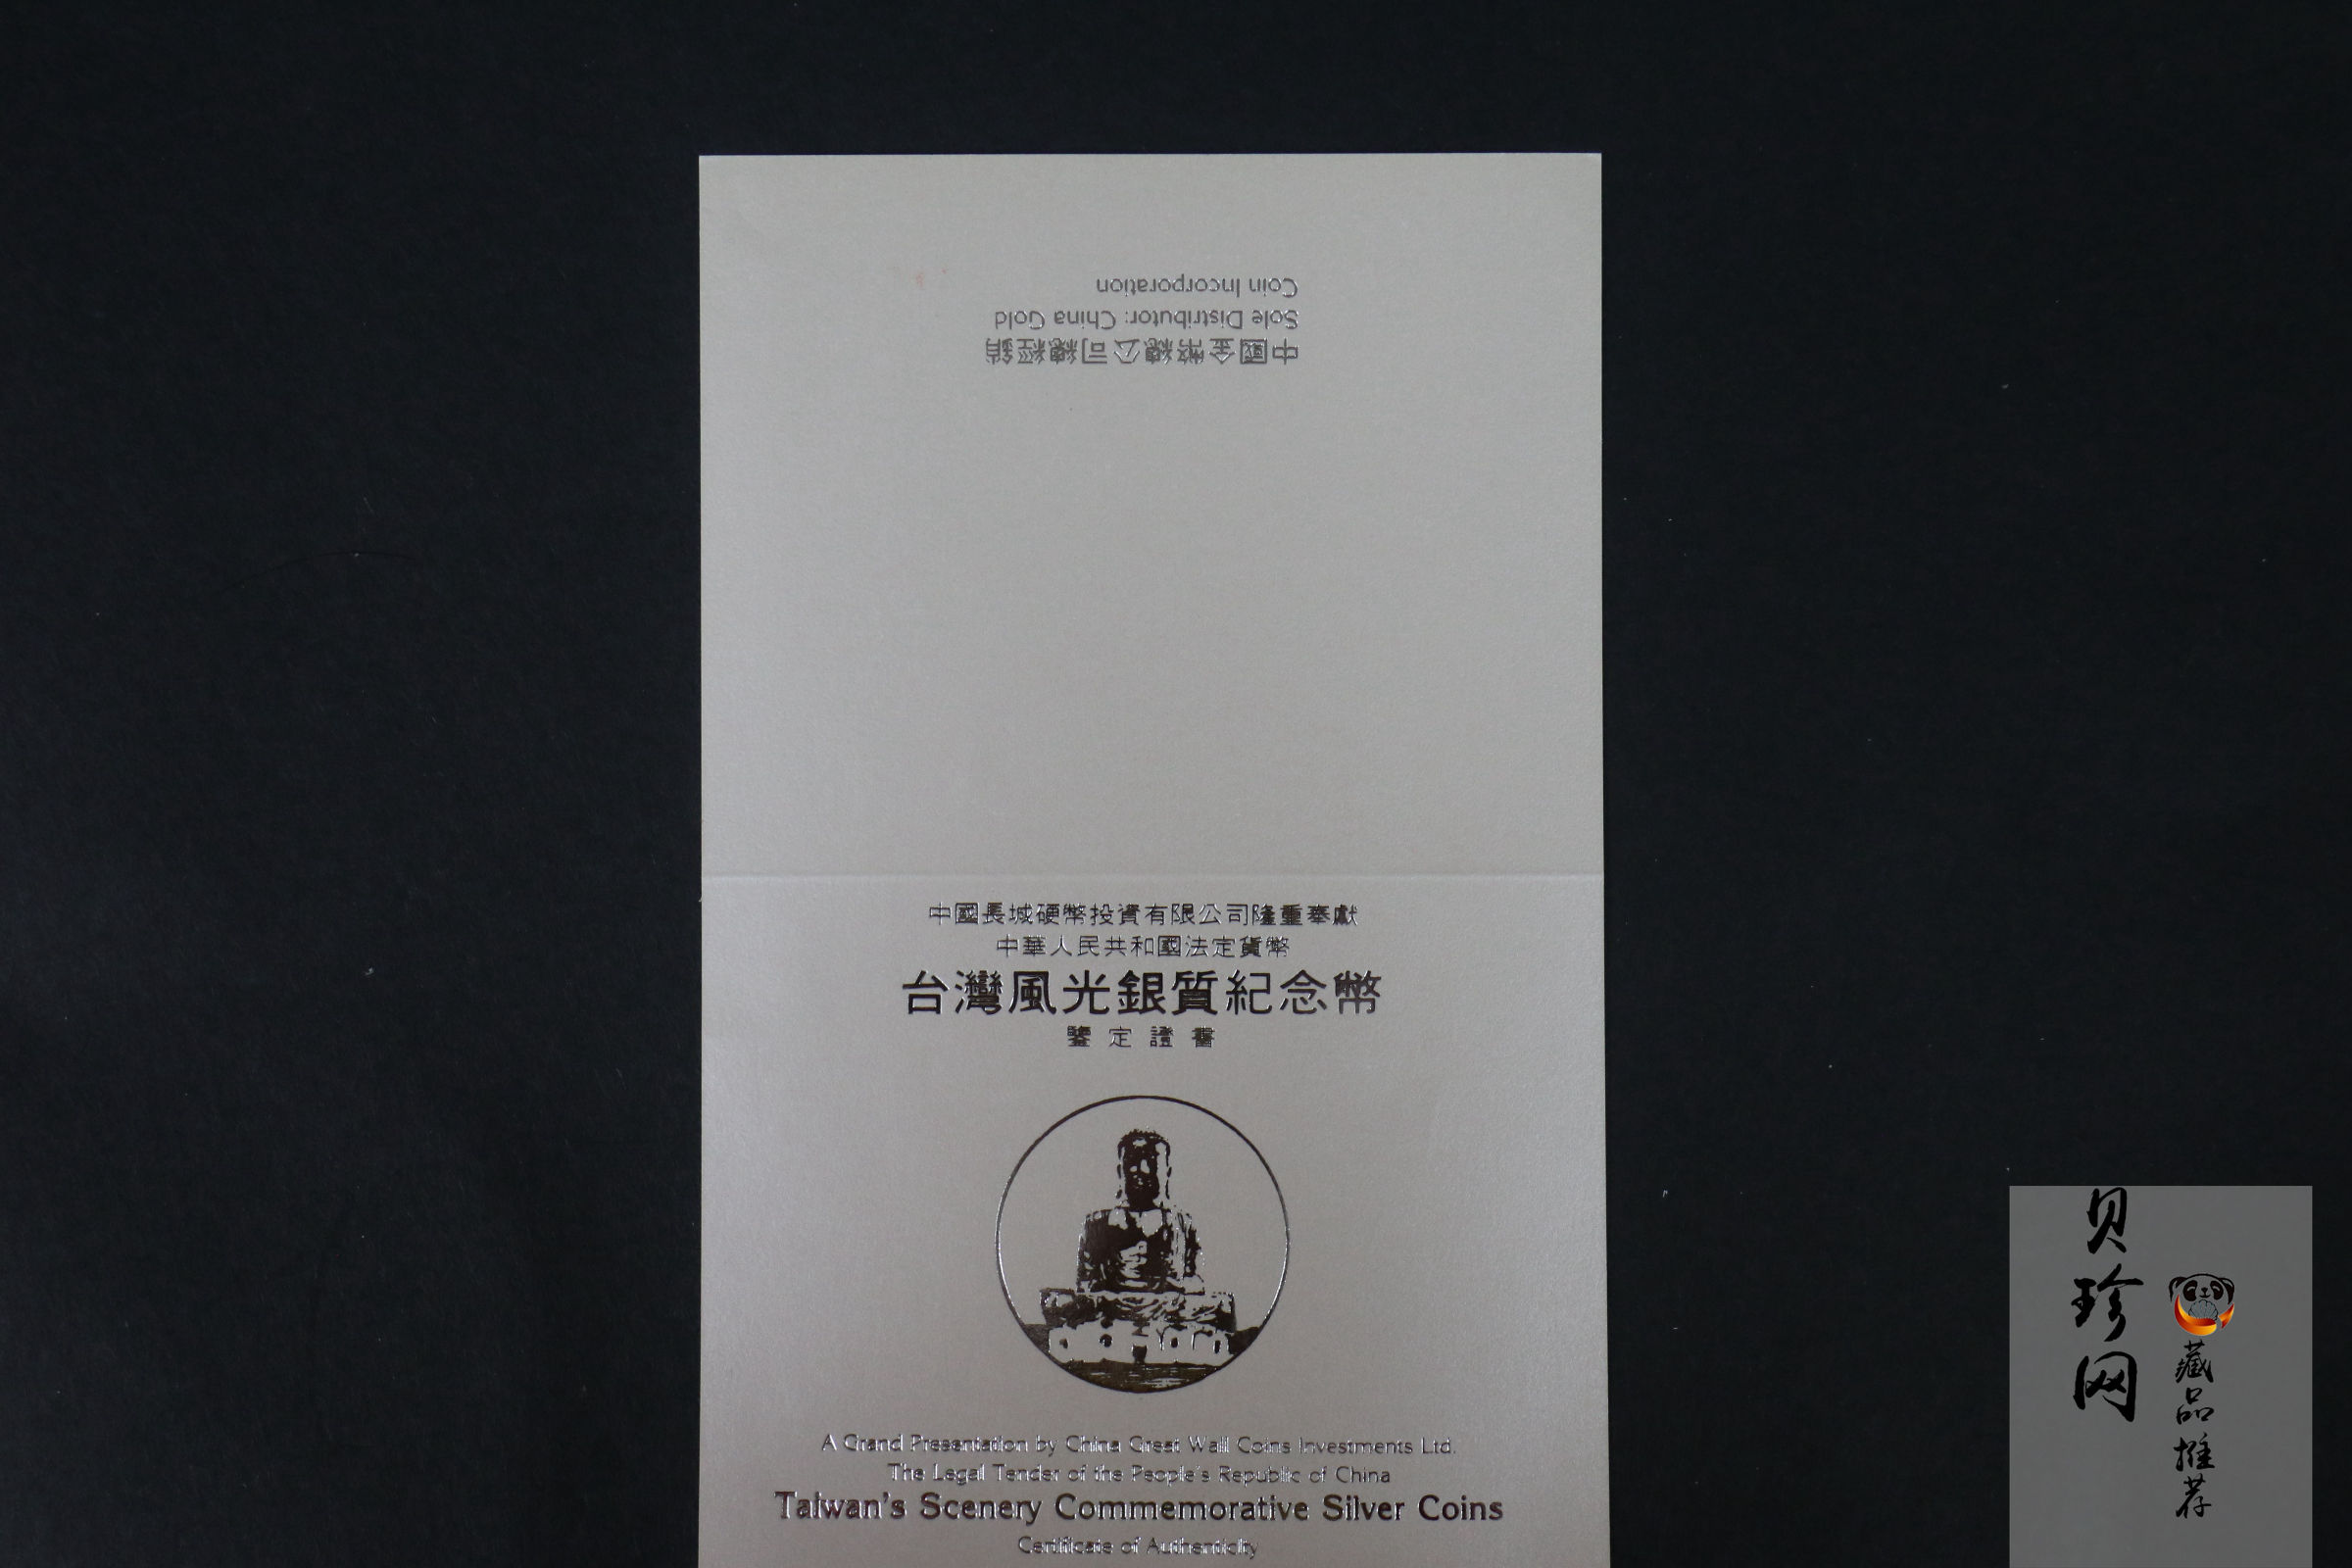 中國金幣總公司總經銷
Sole Distributor: China Gold
Coin Incorporation
中國長城硬幣投資有限公司隆重奉獻
中華人民共和國法定貨幣
台灣風光銀質紀念幣
鑒定證書
A Grand Presentation by China Great Wall Coins Investments Ltd.
The Legal Tender of the People's Republic of China
Taiwan's Scenery Commemorative Silver Coins
Certificate of Authenticity
贝珍网
藏品推荐